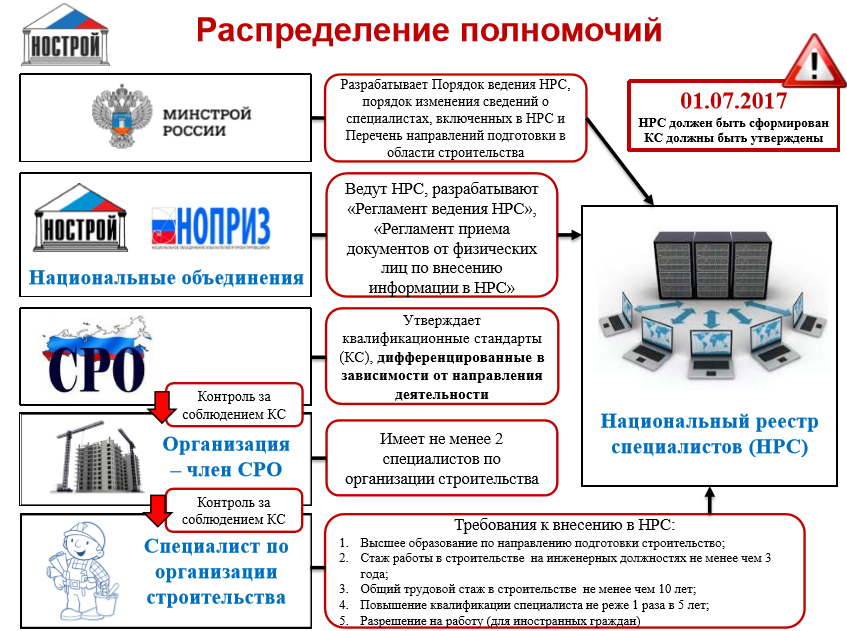 НОСТРОЙ
Распределение полномочий
МИНСТРОЙ
РОССИИ
Разрабатывает Порядок ведения НРС,
порядок изменения сведений о
специалистах, включенных в НРС и
Перечень направлений подготовки в
области строительства
01.07.2017
НРС должен быть сформирован
КС должны быть утверждены
НОСТРОЙ
НОПРИЗ
Национальные объединения
Ведут НРС, разрабатывают
«Регламент ведения НРС»,
«Регламент приема
документов от физических
лиц по внесению
информации в НРС»
Национальный реестр
специалистов (НРС)
СРО
Утверждает
квалификационные стандарты
(КС), дифференцированные в
зависимости от направления
деятельности
Контроль за
соблюдением КС
Организация
– член СРО
Имеет не менее 2
специалистов по
организации строительства
Контроль за
соблюдением КС
Специалист по
организации
строительства
Требования к внесению в НРС:
1. Высшее образование по направлению подготовки строительство;
2. Стаж работы в строительстве на инженерных должностях не менее чем 3
года;
3. Общий трудовой стаж в строительстве не менее чем 10 лет;
4. Повышение квалификации специалиста не реже 1 раза в 5 лет;
5. Разрешение на работу (для иностранных граждан)